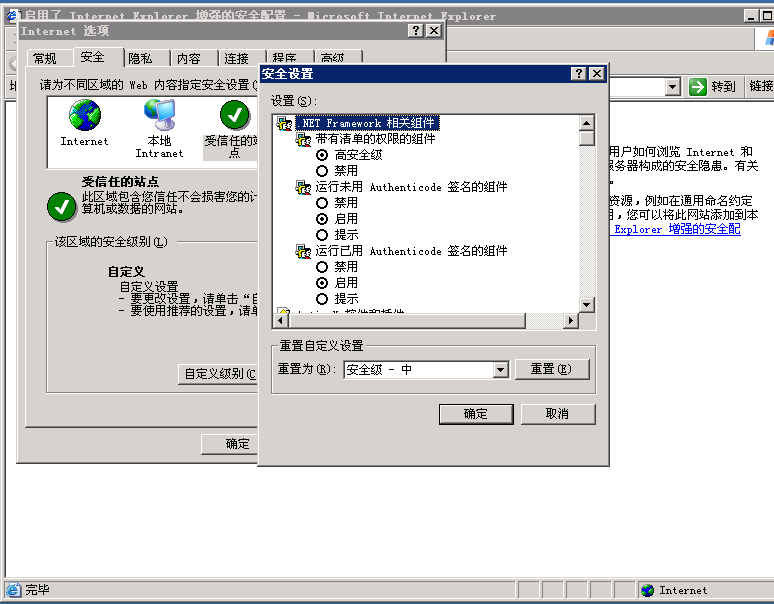 启用了 Internet Explorer 增强的安全配置 - Microsoft Internet Explorer
Internet 选项
常规 安全 隐私 内容 连接 程序 高级
请为不同区域的 Web 内容指定安全设置(
Internet
本地
Intranet
受信任的站
点
受信任的站点
此区域包含您信任不会损害您的计
算机或数据的网站。
该区域的安全级别(L)
自定义
自定义设置
- 要更改设置，请单击“自
- 要使用推荐的设置，请单
自定义级别(C
确定
安全设置
设置(S):
.NET Framework 相关组件
带有清单的权限的组件
高安全级
禁用
运行未用 Authenticode 签名的组件
禁用
启用
提示
运行已用 Authenticode 签名的组件
禁用
启用
提示
ActiveX 控件和插件
重置自定义设置
重置为(R): 安全级 - 中 重置(E)
确定 取消
转到 链接
用户如何浏览 Internet 和
服务器构成的安全隐患。有关
资源，例如在通用命名约定
，您可以将此网站添加到本
Explorer 增强的安全配
完毕
Internet